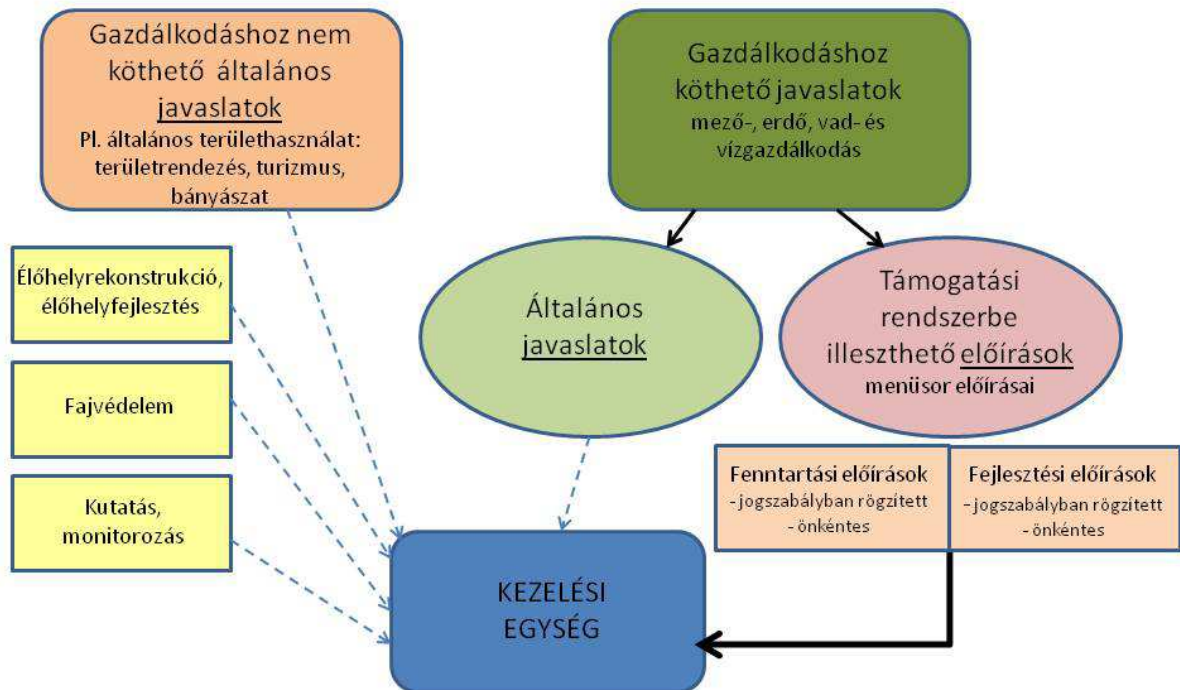 Gazdálkodáshoz nem
köthető általános
javaslatok
Pl. általános területhasználat:
területrendezés, turizmus,
bányászat
Gazdálkodáshoz
köthető javaslatok
mező-, erdő, vad- és
vízgazdálkodás
Élőhelyrekonstrukció,
élőhelyfejlesztés
Fajvédelem
Kutatás,
monitorozás
Általános
javaslatok
Támogatási
rendszerbe
illeszthető előírások
menüsor előírásai
Fenntartási előírások
- jogszabályban rögzített
- önkéntes
Fejlesztési előírások
- jogszabályban rögzített
- önkéntes
KEZELÉSI
EGYSÉG